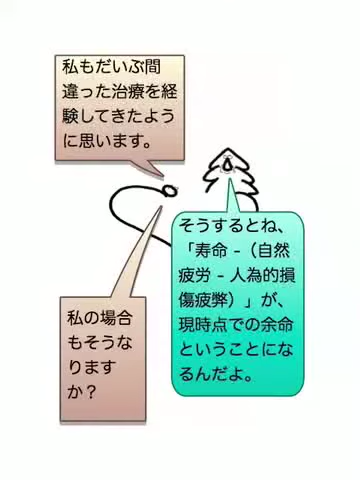 私もだいぶ間
違った治療を経
験してきたよう
に思います。
そうするとね、
「寿命 -（自然
疲労 - 人為的損
傷疲弊）」が、
現時点での余命
ということにな
るんだよ。
私の場合
もそうなり
ます
か？